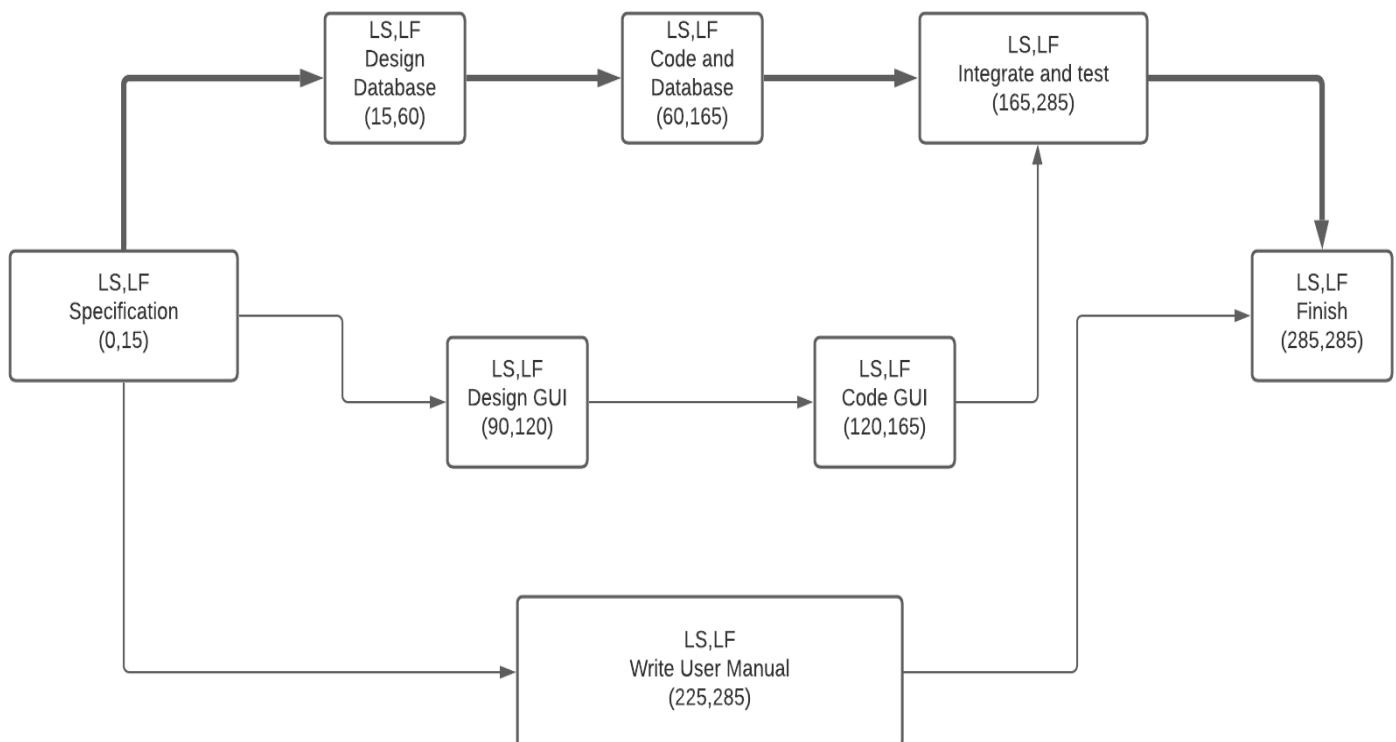 LS,LF
Design
Database
(15,60)
LS,LF
Code and
Database
(60,165)
LS,LF
Integrate and test
(165,285)
LS,LF
Specification
(0,15)
LS,LF
Finish
(285,285)
LS,LF
Design GUI
(90,120)
LS,LF
Code GUI
(120,165)
LS,LF
Write User Manual
(225,285)